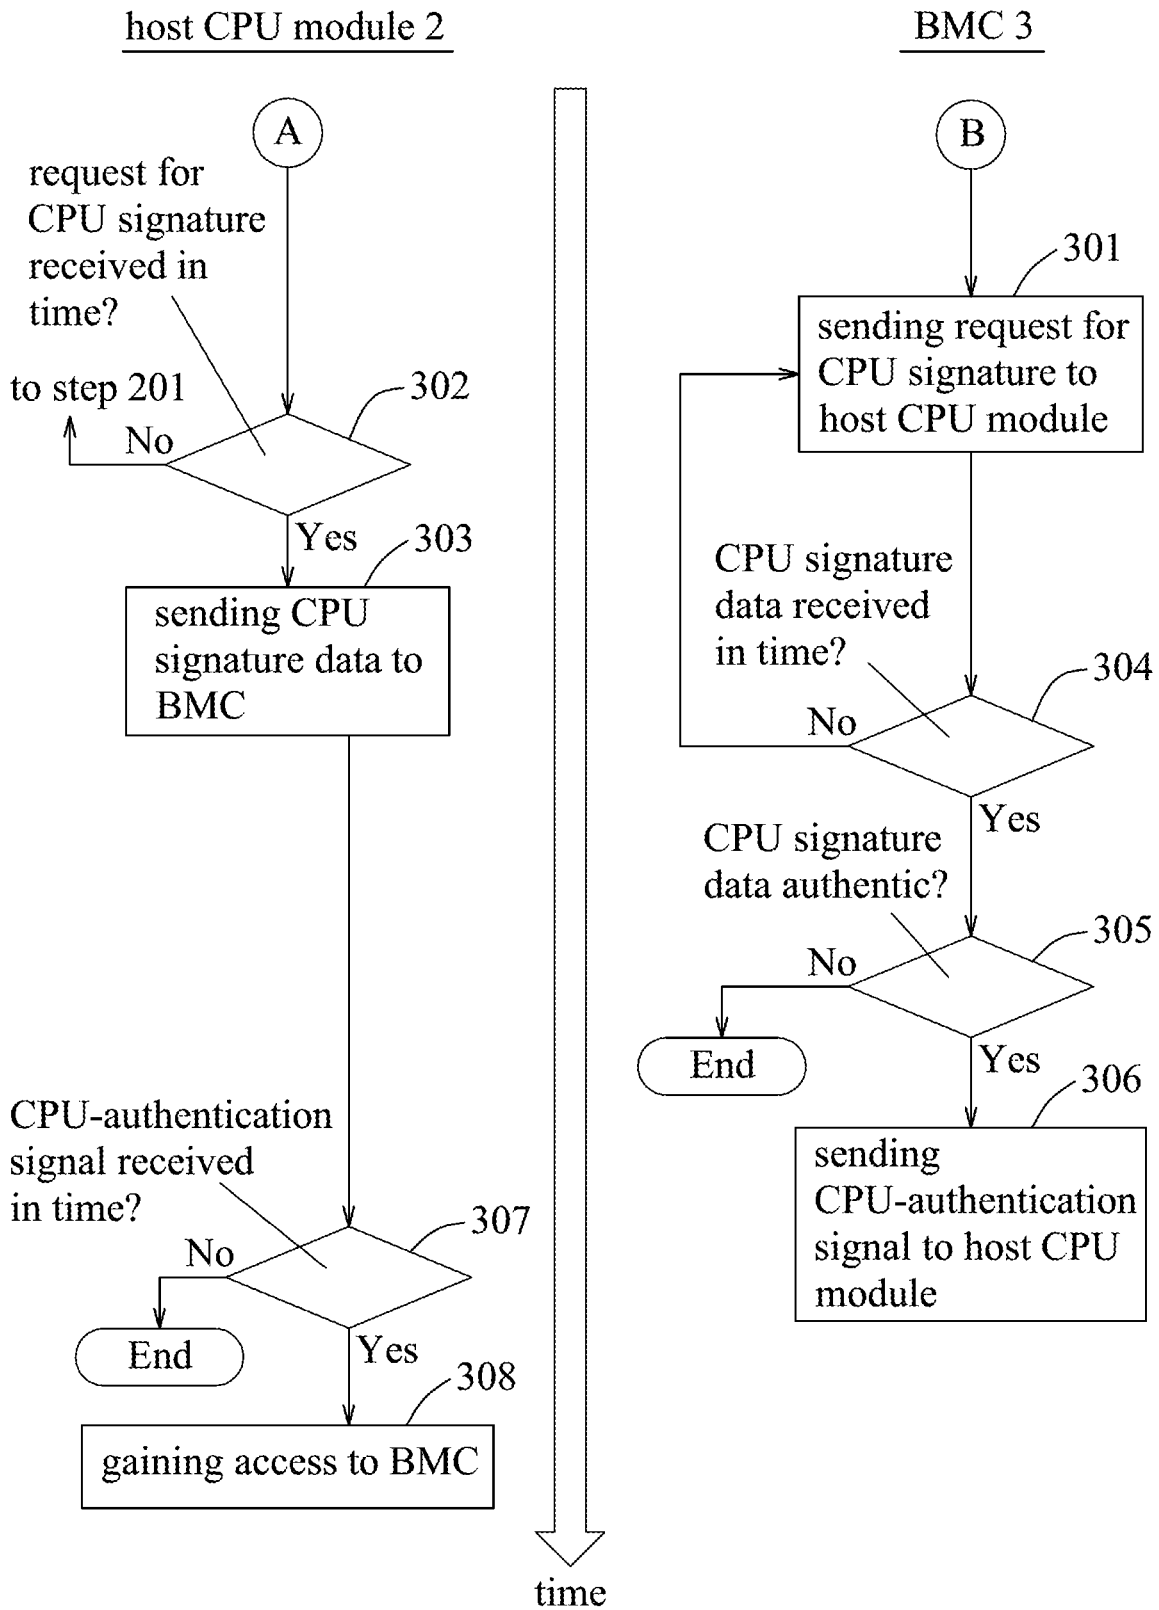 host CPU module 2
A
request for
CPU signature
received in
time?
to step 201
302
No
Yes
303
sending CPU
signature data to
BMC
CPU-authentication
signal received
in time?
307
No
End
Yes
308
gaining access to BMC
time
BMC 3
B
301
sending request for
CPU signature to
host CPU module
CPU signature
data received
in time?
304
No
Yes
CPU signature
data authentic?
305
No
End
Yes
306
sending
CPU-authentication
signal to host CPU
module